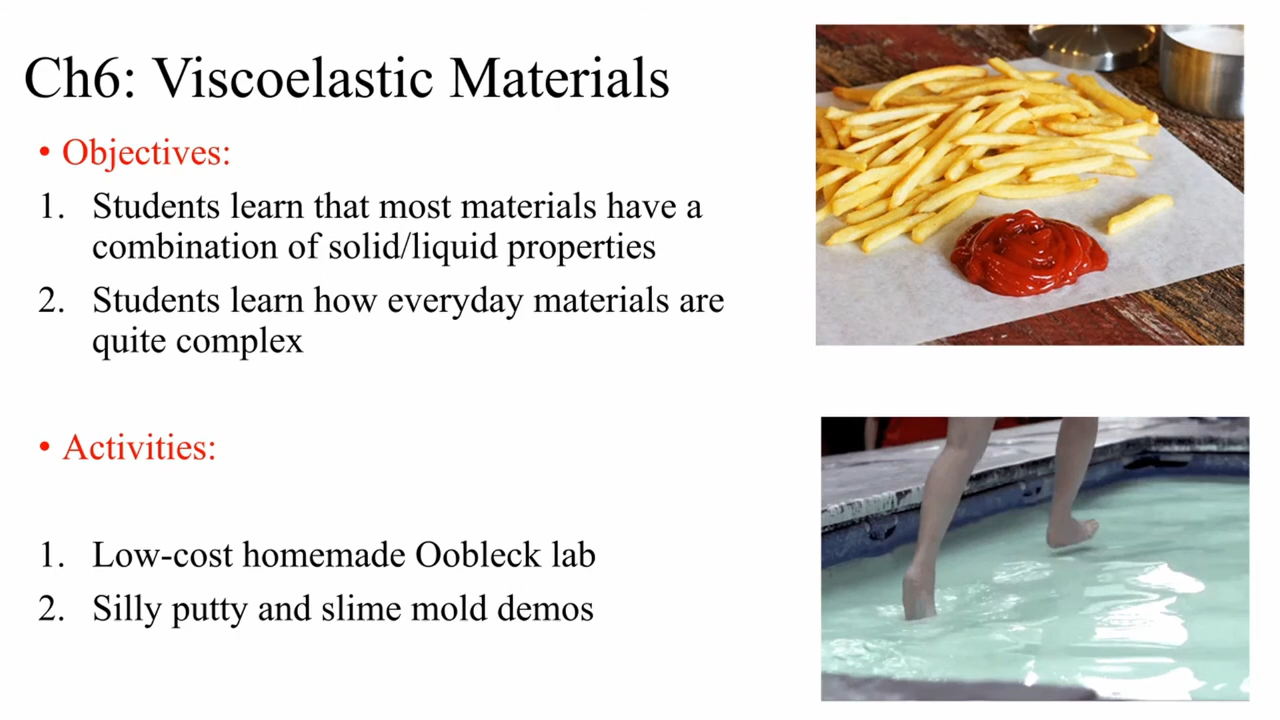 Ch6: Viscoelastic Materials
• Objectives:
1. Students learn that most materials have a
combination of solid/liquid properties
2. Students learn how everyday materials are
quite complex
• Activities:
1. Low-cost homemade Oobleck lab
2. Silly putty and slime mold demos